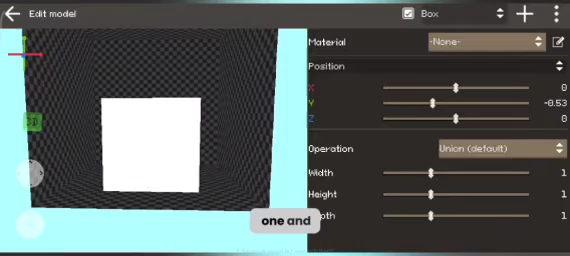 Edit model
Box
Material
-None-
Position
X
0
Y
-0.53
Z
0
Operation
Union (default)
Width
1
Height
1
Depth
1
one and